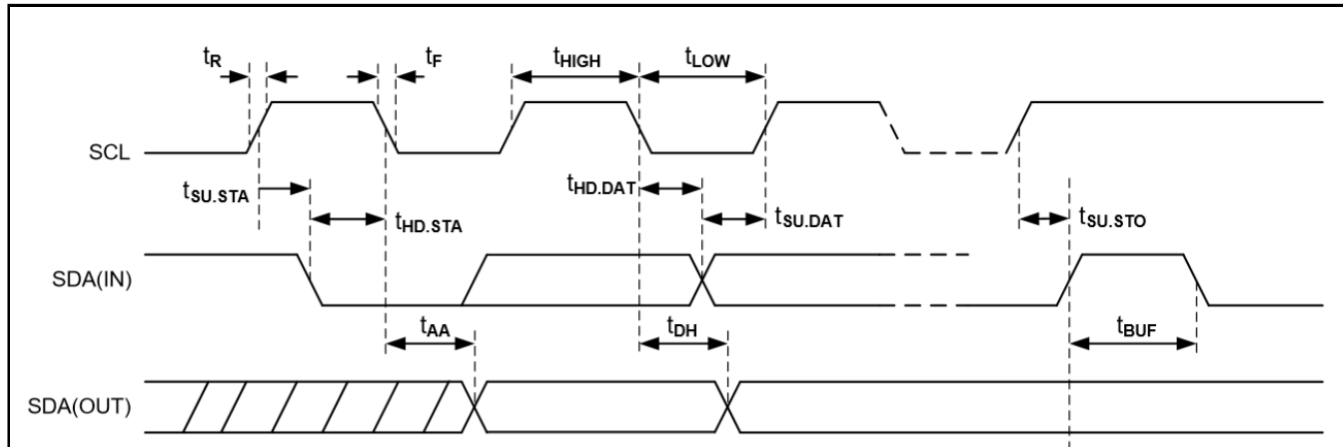 tR
tF
tHIGH
tLOW
SCL
tSU.STA
tHD.STA
tHD.DAT
tSU.DAT
tSU.STO
SDA(IN)
tAA
tDH
tBUF
SDA(OUT)